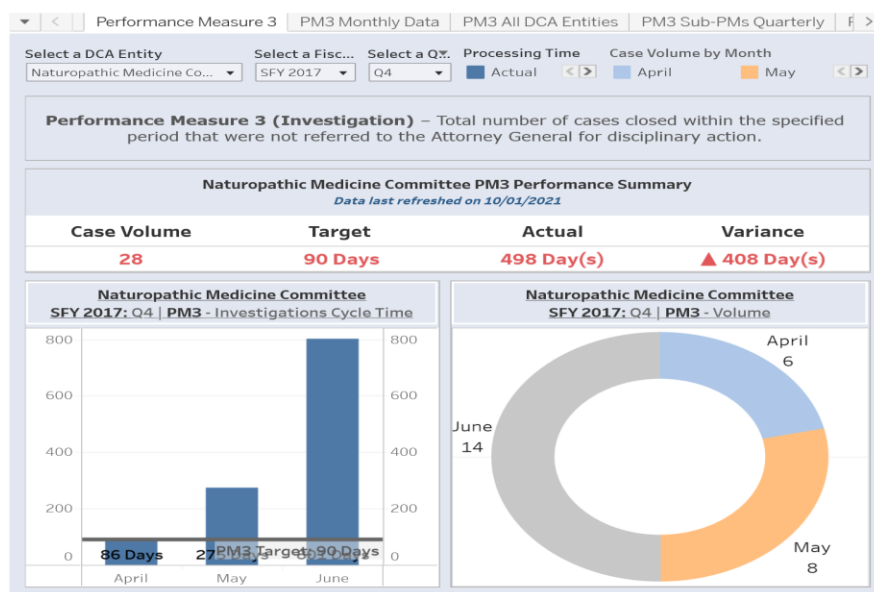 Performance Measure 3
PM3 Monthly Data
PM3 All DCA Entities
PM3 Sub-PMs Quarterly
Select a DCA Entity
Select a Fisc...
Select a Q...
Processing Time
Case Volume by Month
Naturopathic Medicine Co...
SFY 2017
Q4
Actual
April
May
Performance Measure 3 (Investigation) – Total number of cases closed within the specified
period that were not referred to the Attorney General for disciplinary action.
Naturopathic Medicine Committee PM3 Performance Summary
Data last refreshed on 10/01/2021
Case Volume
Target
Actual
Variance
28
90 Days
498 Day(s)
▲ 408 Day(s)
Naturopathic Medicine Committee
SFY 2017: Q4 | PM3 - Investigations Cycle Time
800
600
400
200
0
800
600
400
200
0
86 Days
PM3 Target: 90 Days
April
May
June
Naturopathic Medicine Committee
SFY 2017: Q4 | PM3 - Volume
April
6
June
14
May
8